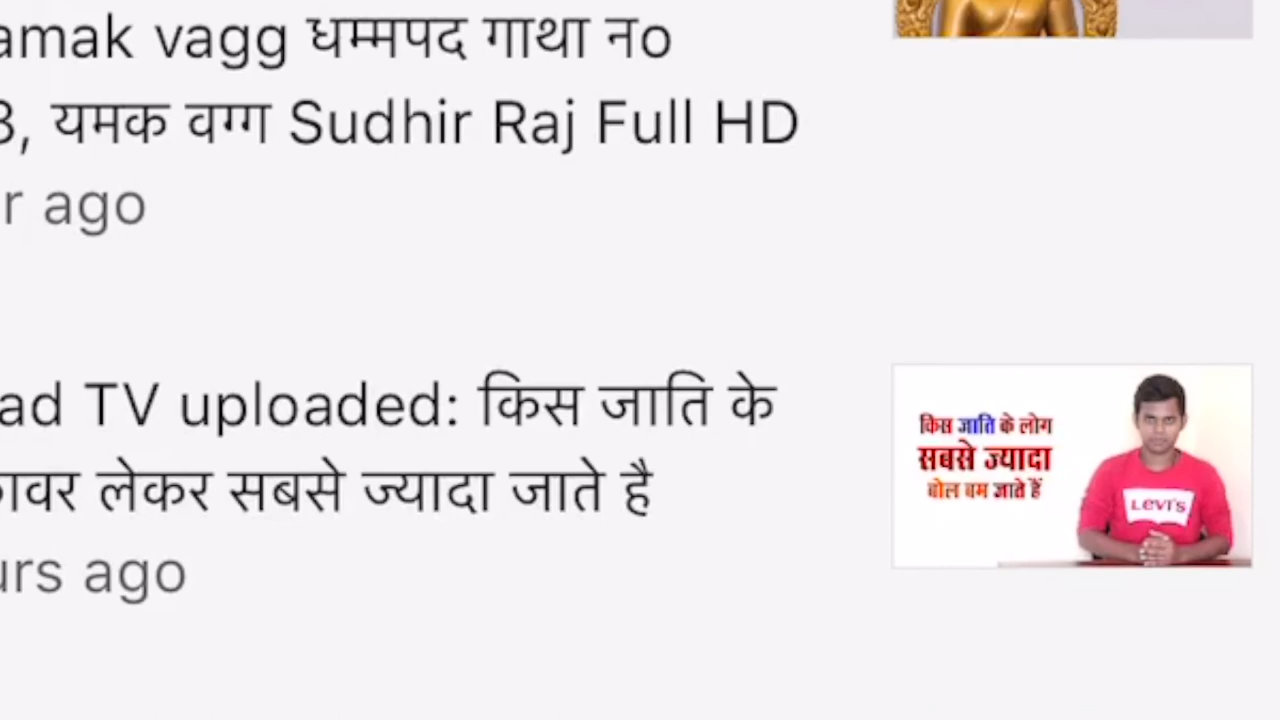 amak vagg धम्मपद गाथा नo
3, यमक वग्ग Sudhir Raj Full HD
r ago
ad TV uploaded: किस जाति के
लेकर सबसे ज्यादा जाते है
urs ago
किस जाति के लोग
सबसे ज्यादा
बोल बम जाते हैं
Levi's